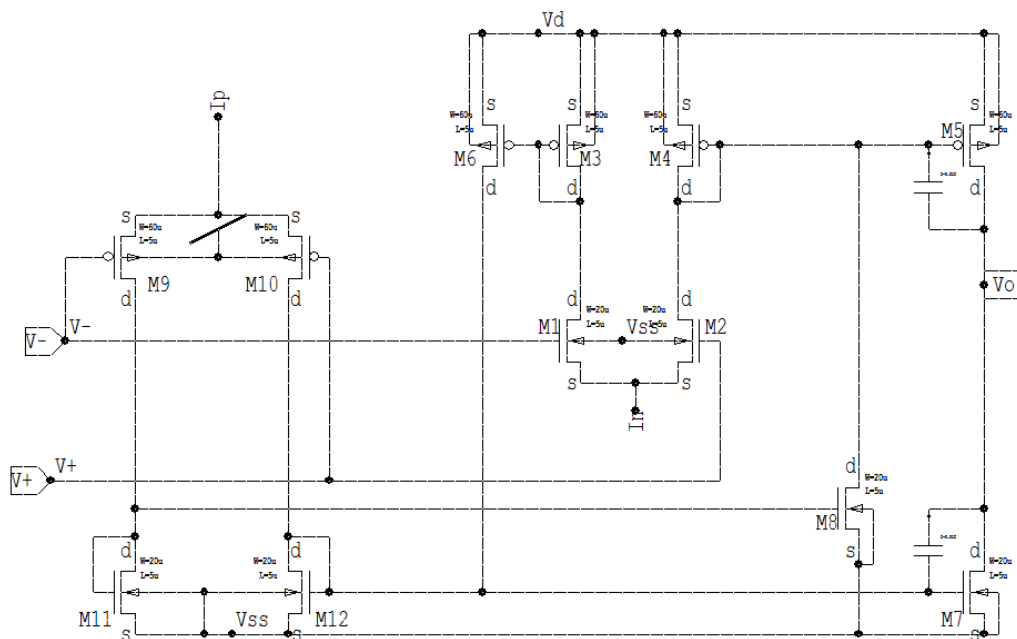 Vd
s s s s
W=60u W=60u W=60u W=60u
L=5u L=5u L=5u L=5u
M5
M6 M3 M4
d d d d
Ip
s s
W=60u W=60u
L=5u L=5u
M9 M10
d d
Vo
d d
W=20u W=20u
L=5u L=5u
M1 Vss M2
V- V-
s s
In
V+ V+
d
W=20u
L=5u
M8
s
d d d
W=20u W=20u W=20u
L=5u L=5u L=5u
M11 Vss M12 M7
s s s